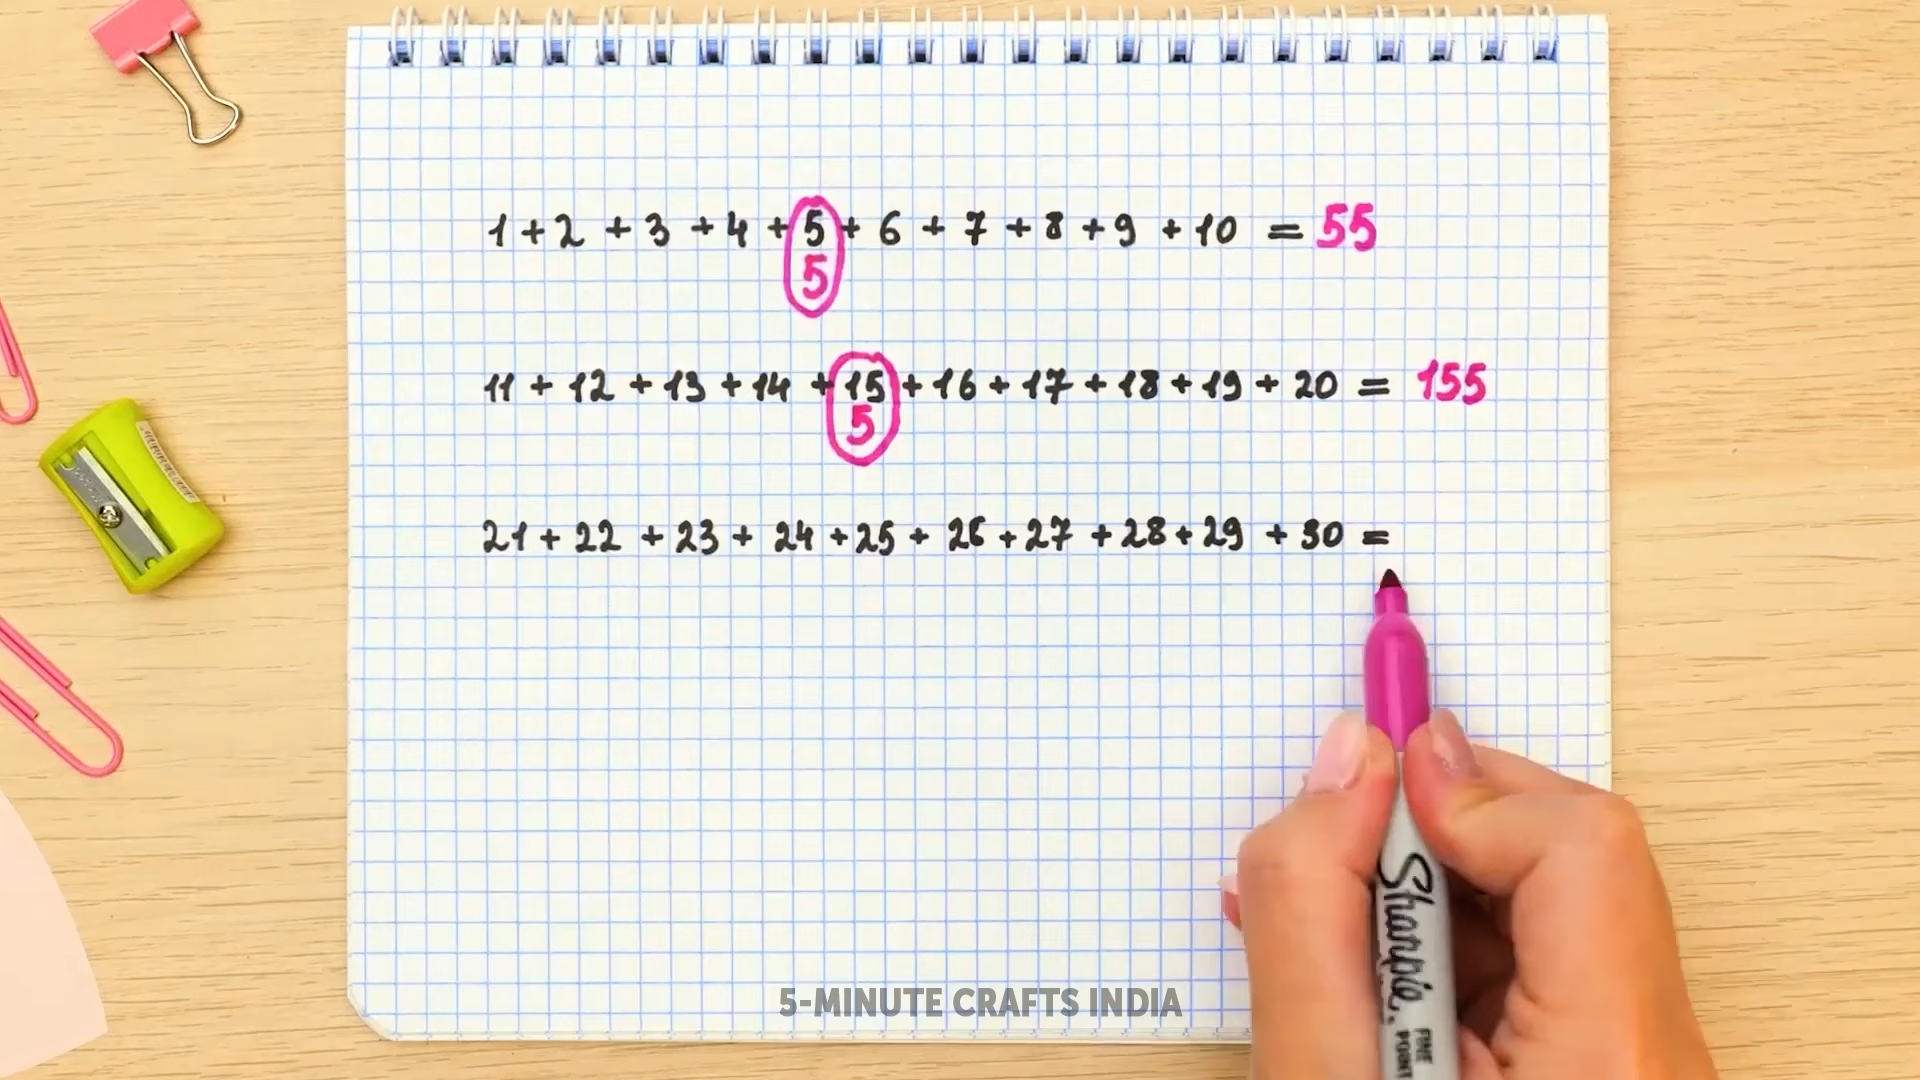 1 + 2 + 3 + 4 + 5 + 6 + 7 + 8 + 9 + 10 = 55
5
11 + 12 + 13 + 14 + 15 + 16 + 17 + 18 + 19 + 20 = 155
5
21 + 22 + 23 + 24 + 25 + 26 + 27 + 28 + 29 + 30 =
Sharpie.
FINE
POINT
5-MINUTE CRAFTS INDIA